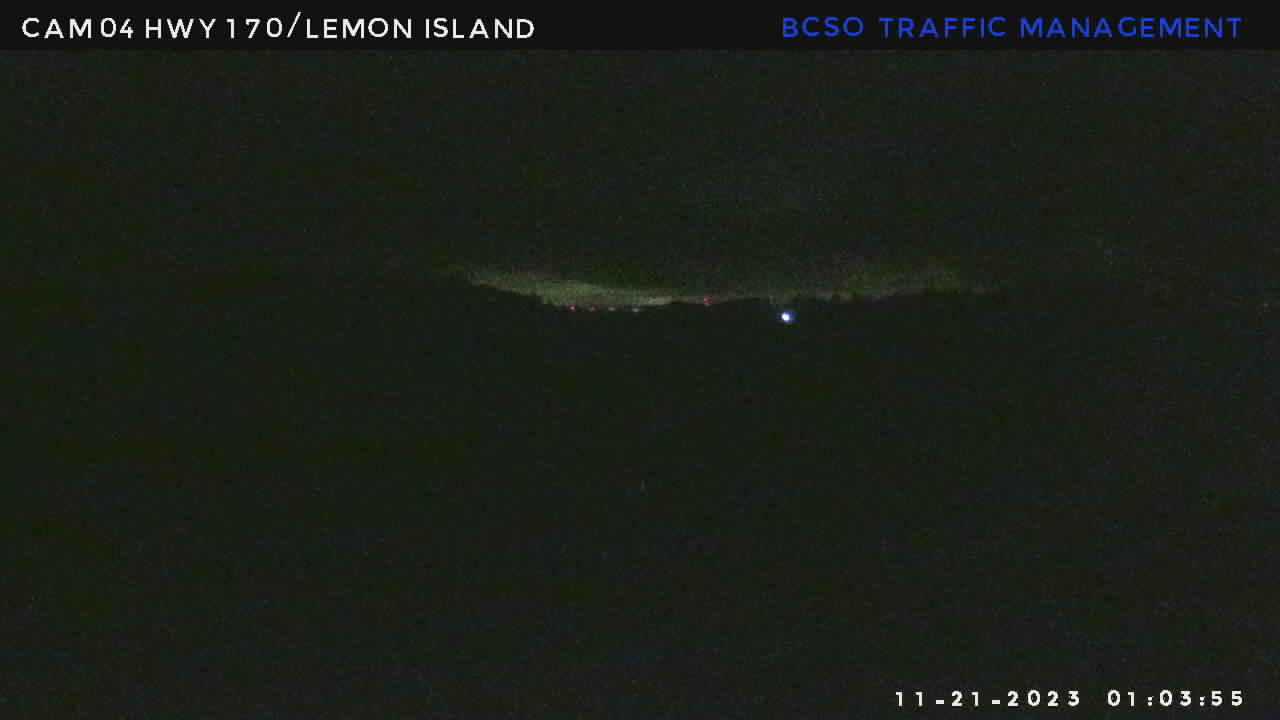 CAM04 HWY 170/LEMON ISLAND
BCSO TRAFFIC MANAGEMENT
11-21-2023 01:03:55